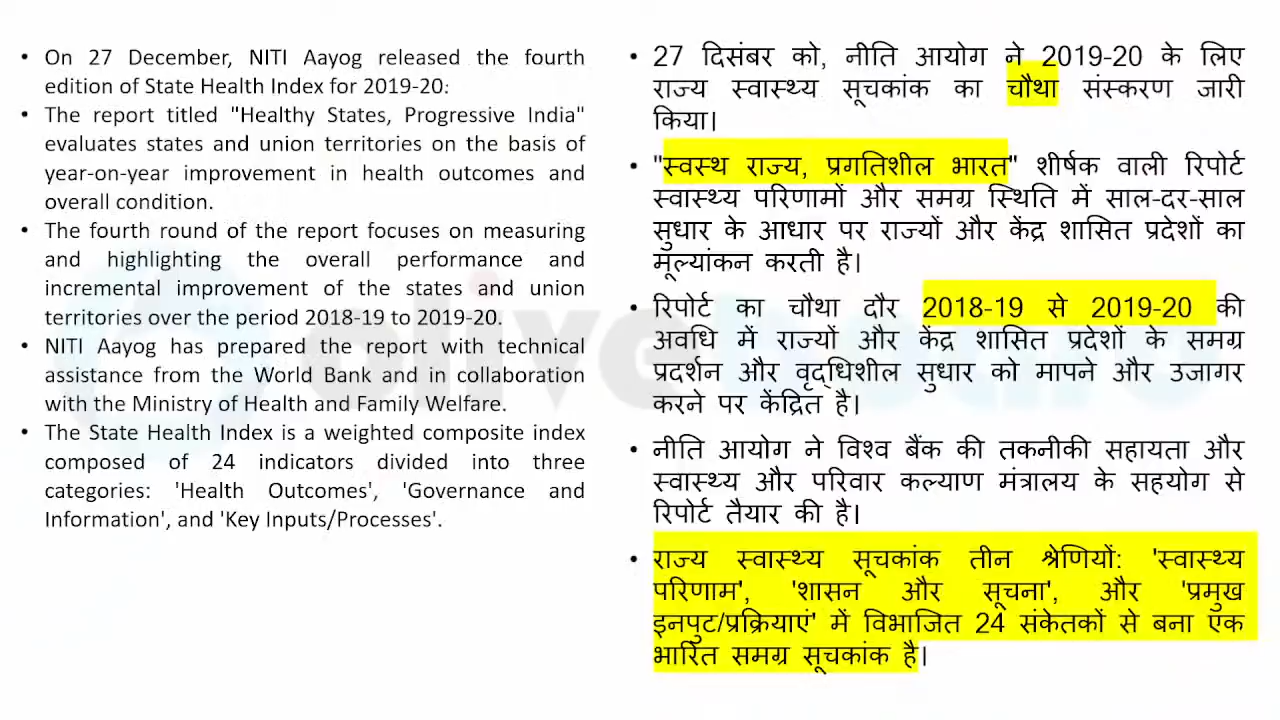 • On 27 December, NITI Aayog released the fourth
edition of State Health Index for 2019-20:
• The report titled "Healthy States, Progressive India"
evaluates states and union territories on the basis of
year-on-year improvement in health outcomes and
overall condition.
• The fourth round of the report focuses on measuring
and highlighting the overall performance and
incremental improvement of the states and union
territories over the period 2018-19 to 2019-20.
• NITI Aayog has prepared the report with technical
assistance from the World Bank and in collaboration
with the Ministry of Health and Family Welfare.
• The State Health Index is a weighted composite index
composed of 24 indicators divided into three
categories: 'Health Outcomes', 'Governance and
Information', and 'Key Inputs/Processes'.
• 27 दिसंबर को, नीति आयोग ने 2019-20 के लिए
राज्य स्वास्थ्य सूचकांक का चौथा संस्करण जारी
किया।
• "स्वस्थ राज्य, प्रगतिशील भारत" शीर्षक वाली रिपोर्ट
स्वास्थ्य परिणामों और समग्र स्थिति में साल-दर-साल
सुधार के आधार पर राज्यों और केंद्र शासित प्रदेशों का
मूल्यांकन करती है।
• रिपोर्ट का चौथा दौर 2018-19 से 2019-20 की
अवधि में राज्यों और केंद्र शासित प्रदेशों के समग्र
प्रदर्शन और वृद्धिशील सुधार को मापने और उजागर
करने पर केंद्रित है।
• नीति आयोग ने विश्व बैंक की तकनीकी सहायता और
स्वास्थ्य और परिवार कल्याण मंत्रालय के सहयोग से
रिपोर्ट तैयार की है।
• राज्य स्वास्थ्य सूचकांक तीन श्रेणियों: 'स्वास्थ्य
परिणाम', 'शासन और सूचना', और 'प्रमुख
इनपुट/प्रक्रियाएं' में विभाजित 24 संकेतकों से बना एक
भारित समग्र सूचकांक है।